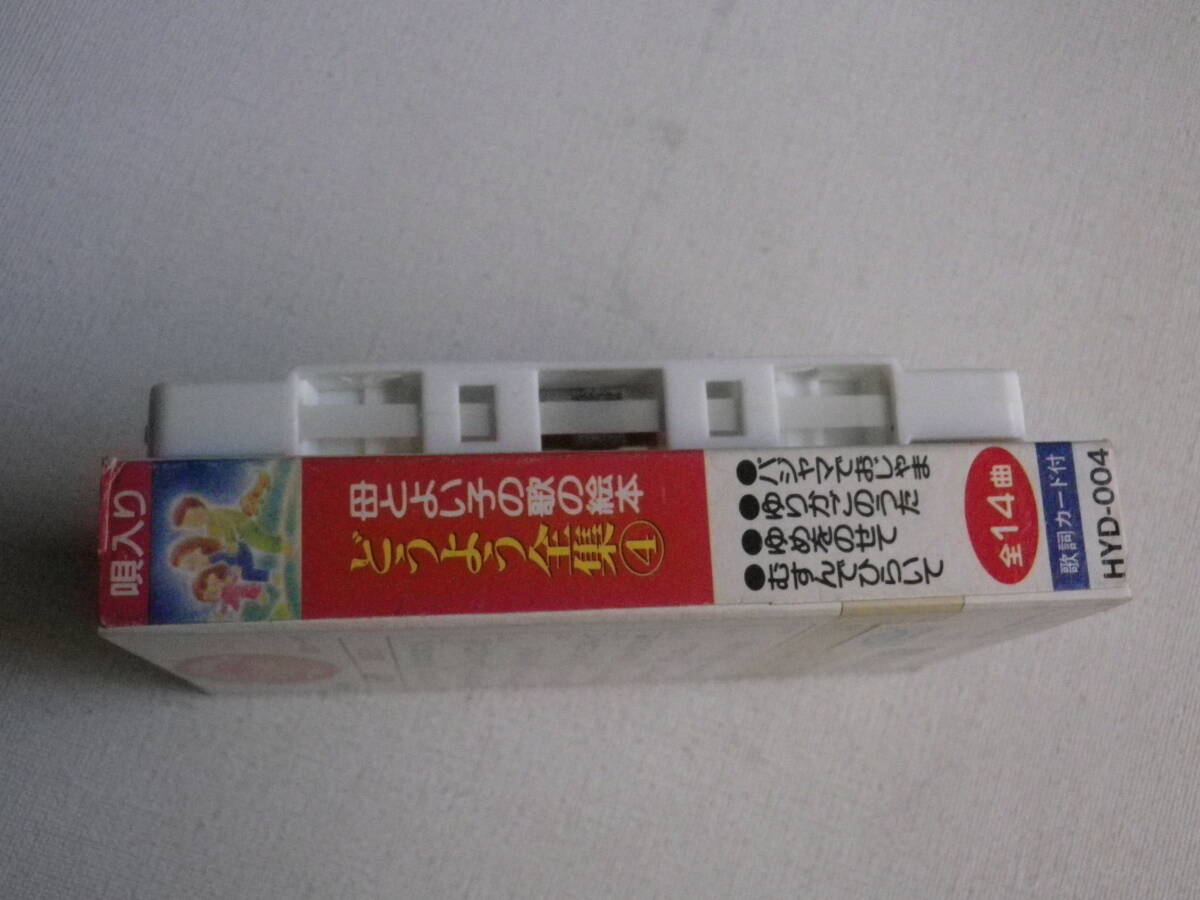 唄入り
母とよい子の歌の絵本
どうよう全集④
●パジャマでおじゃま
●ゆりかごのうた
●ゆめをのせて
●むすんでひらいて
全14曲
歌詞カード付
HYD-004